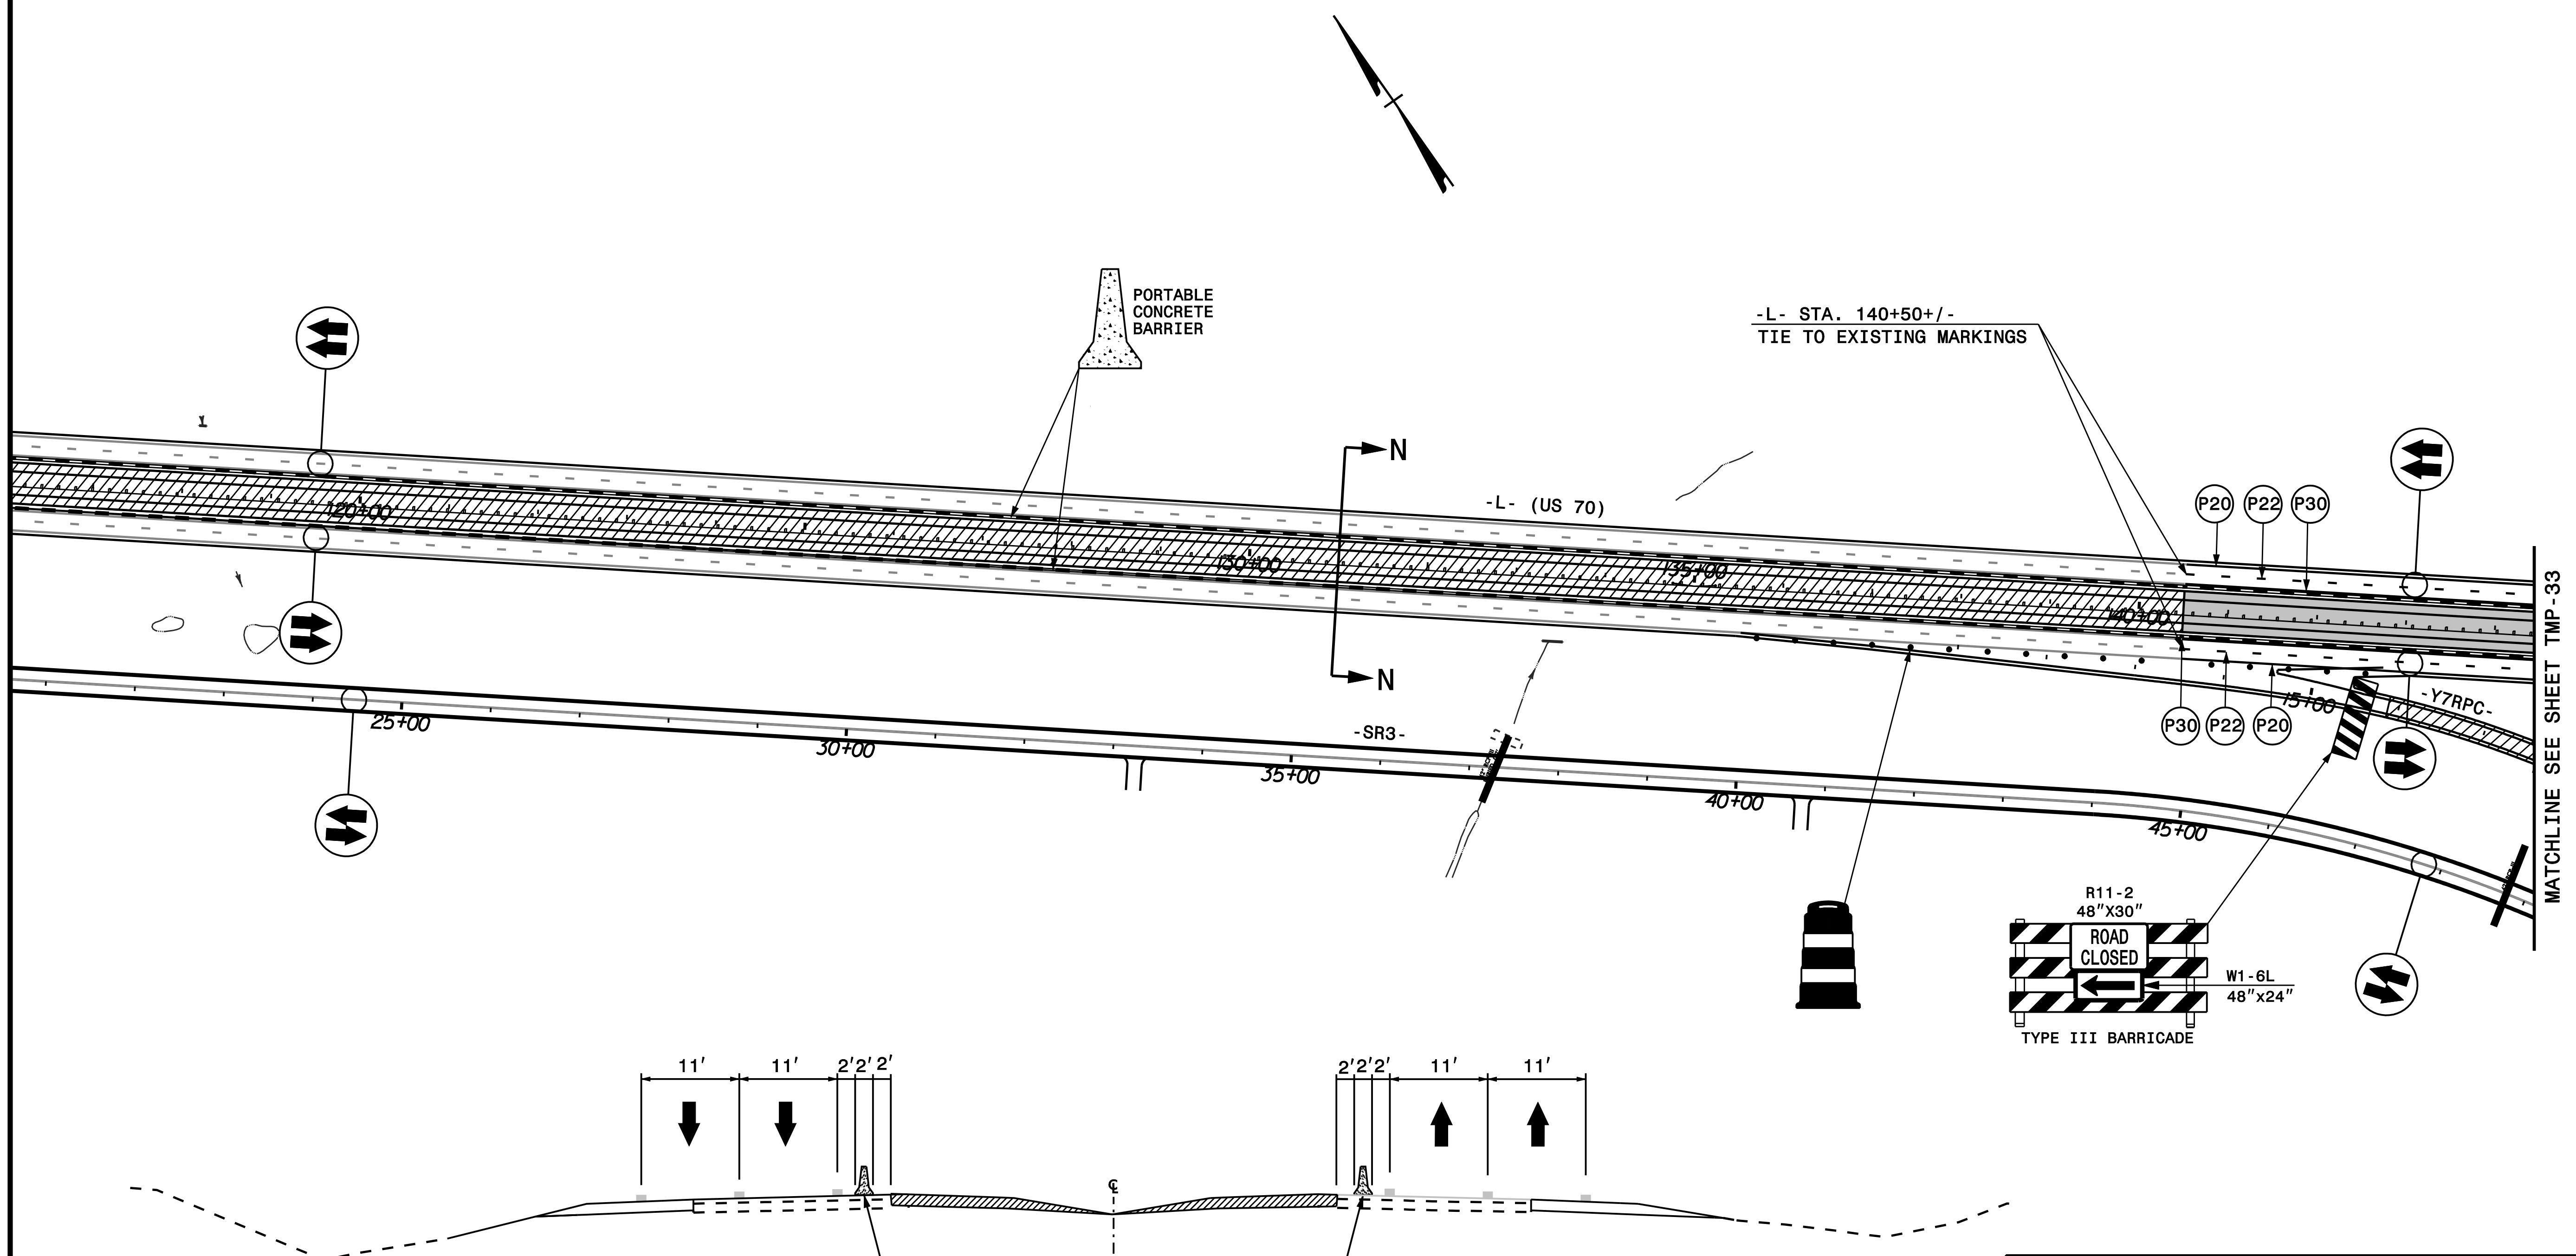 PORTABLE
CONCRETE
BARRIER
-L- STA. 140+50+/-
TIE TO EXISTING MARKINGS
N
-L- (US 70)
P20 P22 P30
120+00
130+00
135+00
140+00
N
-Y7RPC-
15+00
P30 P22 P20
25+00
30+00
-SR3-
35+00
40+00
45+00
MATCHLINE SEE SHEET TMP-33
R11-2
48"X30"
ROAD
CLOSED
W1-6L
48"x24"
TYPE III BARRICADE
11' 11' 2' 2' 2'
2' 2' 2' 11' 11'
℄